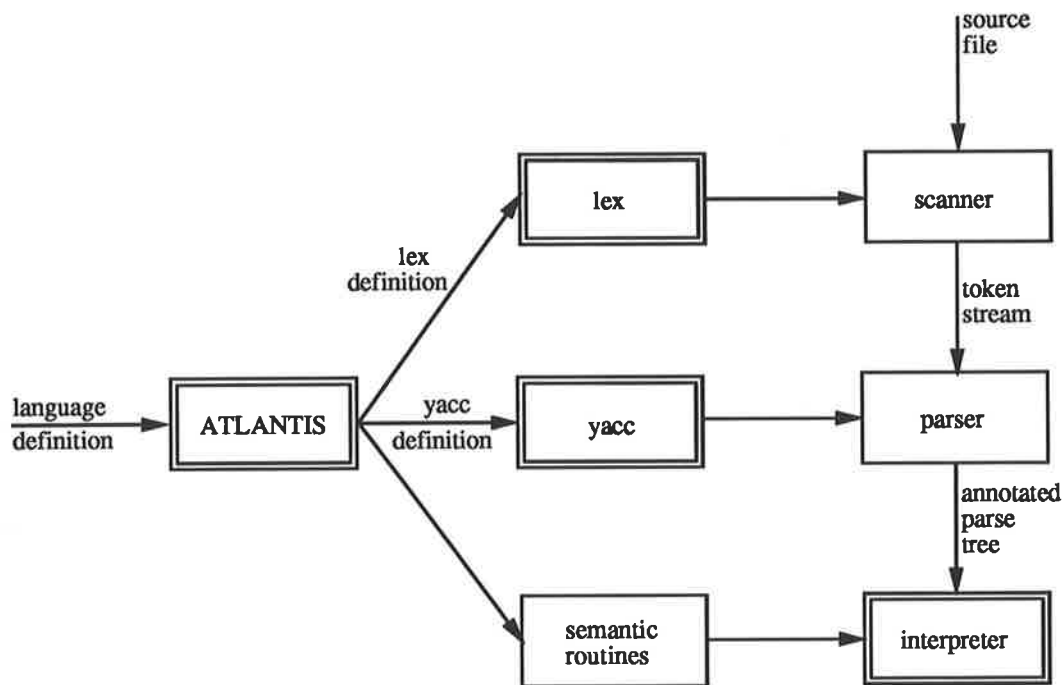 source
file
lex
scanner
lex
definition
token
stream
language
definition
ATLANTIS
yacc
definition
yacc
parser
annotated
parse
tree
semantic
routines
interpreter